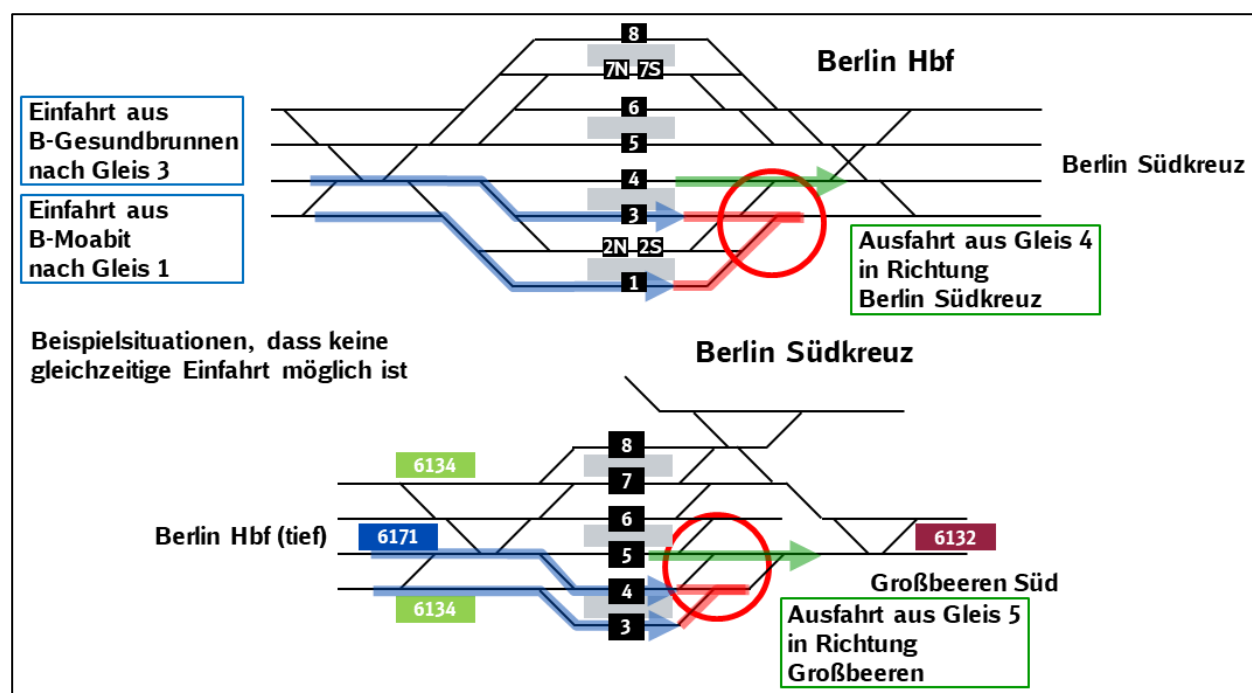 8
Berlin Hbf
7N 7S
Einfahrt aus
B-Gesundbrunnen
nach Gleis 3
6
5
Berlin Südkreuz
4
Einfahrt aus
B-Moabit
nach Gleis 1
3
Ausfahrt aus Gleis 4
in Richtung
Berlin Südkreuz
2N 2S
1
Beispielsituationen, dass keine
gleichzeitige Einfahrt möglich ist
Berlin Südkreuz
8
6134
7
6
Berlin Hbf (tief)
6171
5
6132
Großbeeren Süd
4
6134
3
Ausfahrt aus Gleis 5
in Richtung
Großbeeren